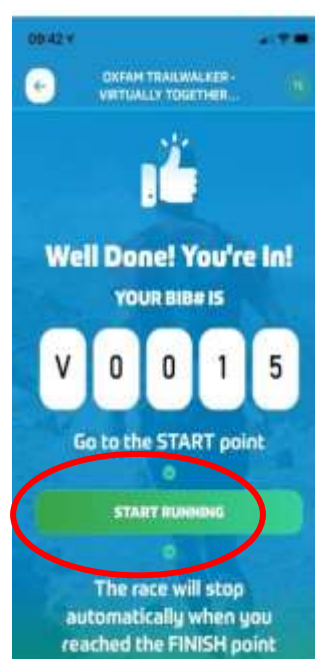 09:42
OXFAM TRAILWALKER -
VIRTUALLY TOGETHER...
Well Done! You're In!
YOUR BIB# IS
V 0 0 1 5
Go to the START point
START RUNNING
The race will stop
automatically when you
reached the FINISH point